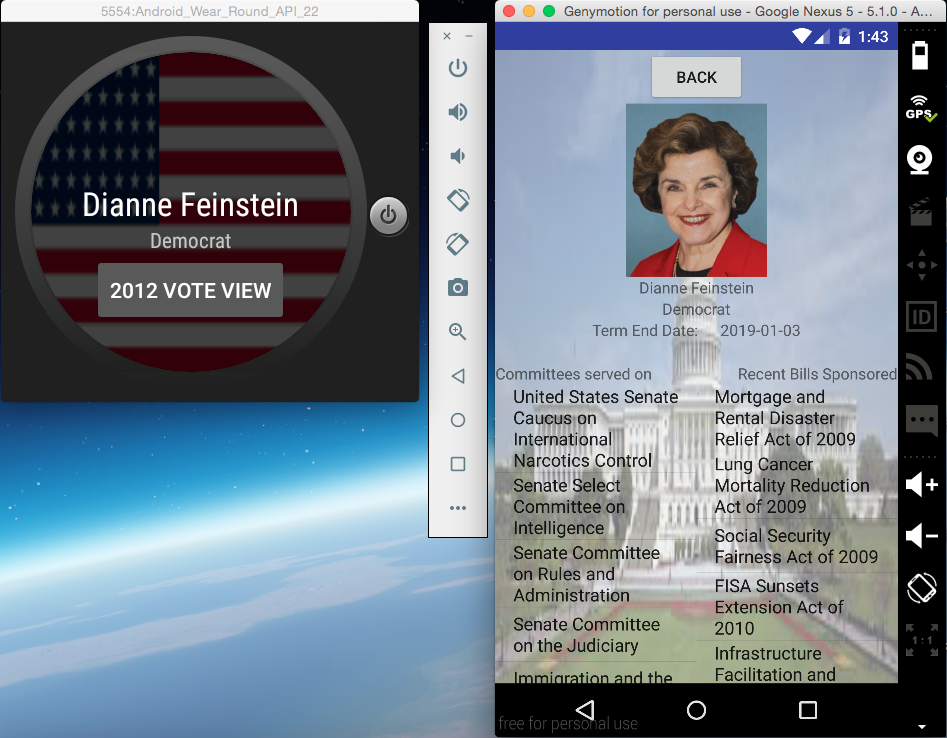 5554:Android_Wear_Round_API_22
Dianne Feinstein
Democrat
2012 VOTE VIEW
Genymotion for personal use - Google Nexus 5 - 5.1.0 - A...
1:43
BACK
Dianne Feinstein
Democrat
Term End Date: 2019-01-03
Committees served on
United States Senate
Caucus on
International
Narcotics Control
Senate Select
Committee on
Intelligence
Senate Committee
on Rules and
Administration
Senate Committee
on the Judiciary
Immigration and the
Recent Bills Sponsored
Mortgage and
Rental Disaster
Relief Act of 2009
Lung Cancer
Mortality Reduction
Act of 2009
Social Security
Fairness Act of 2009
FISA Sunsets
Extension Act of
2010
Infrastructure
Facilitation and
free for personal use
GPS
ID
1:1